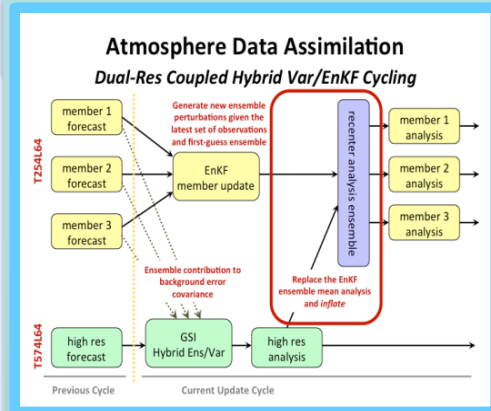 Atmosphere Data Assimilation
Dual-Res Coupled Hybrid Var/EnKF Cycling
T254L64
member 1
forecast
member 2
forecast
member 3
forecast
Generate new ensemble
perturbations given the
latest set of observations
and first-guess ensemble
EnKF
member update
recenter analysis ensemble
member 1
analysis
member 2
analysis
member 3
analysis
Ensemble contribution to
background error
covariance
Replace the EnKF
ensemble mean analysis
and inflate
T574L64
high res
forecast
GSI
Hybrid Ens/Var
high res
analysis
Previous Cycle
Current Update Cycle